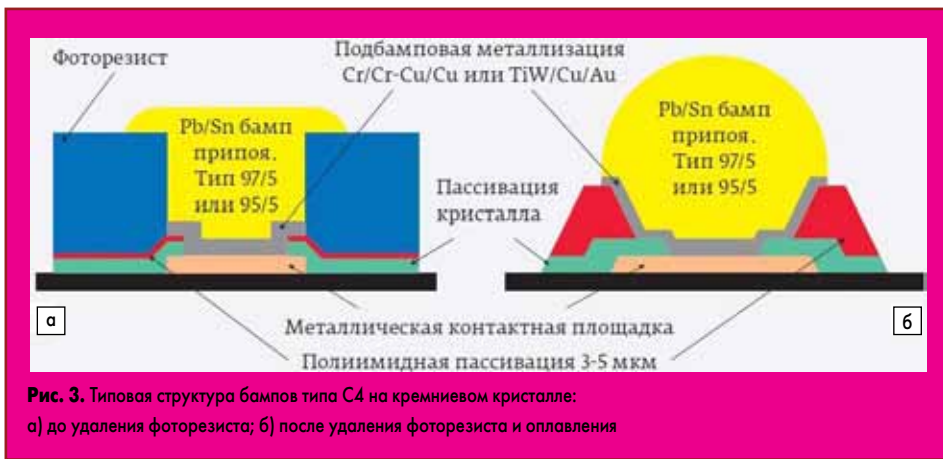 Фоторезист
Подбамповая металлизация
Cr/Cr-Cu/Cu или TiW/Cu/Au
Pb/Sn бамп
припоя.
Тип 97/5
или 95/5
Пассивация
кристалла
Pb/Sn бамп
припоя.
Тип 97/5
или 95/5
а
б
Металлическая контактная площадка
Полиимидная пассивация 3-5 мкм
Рис. 3. Типовая структура бампов типа С4 на кремниевом кристалле:
а) до удаления фоторезиста; б) после удаления фоторезиста и оплавления